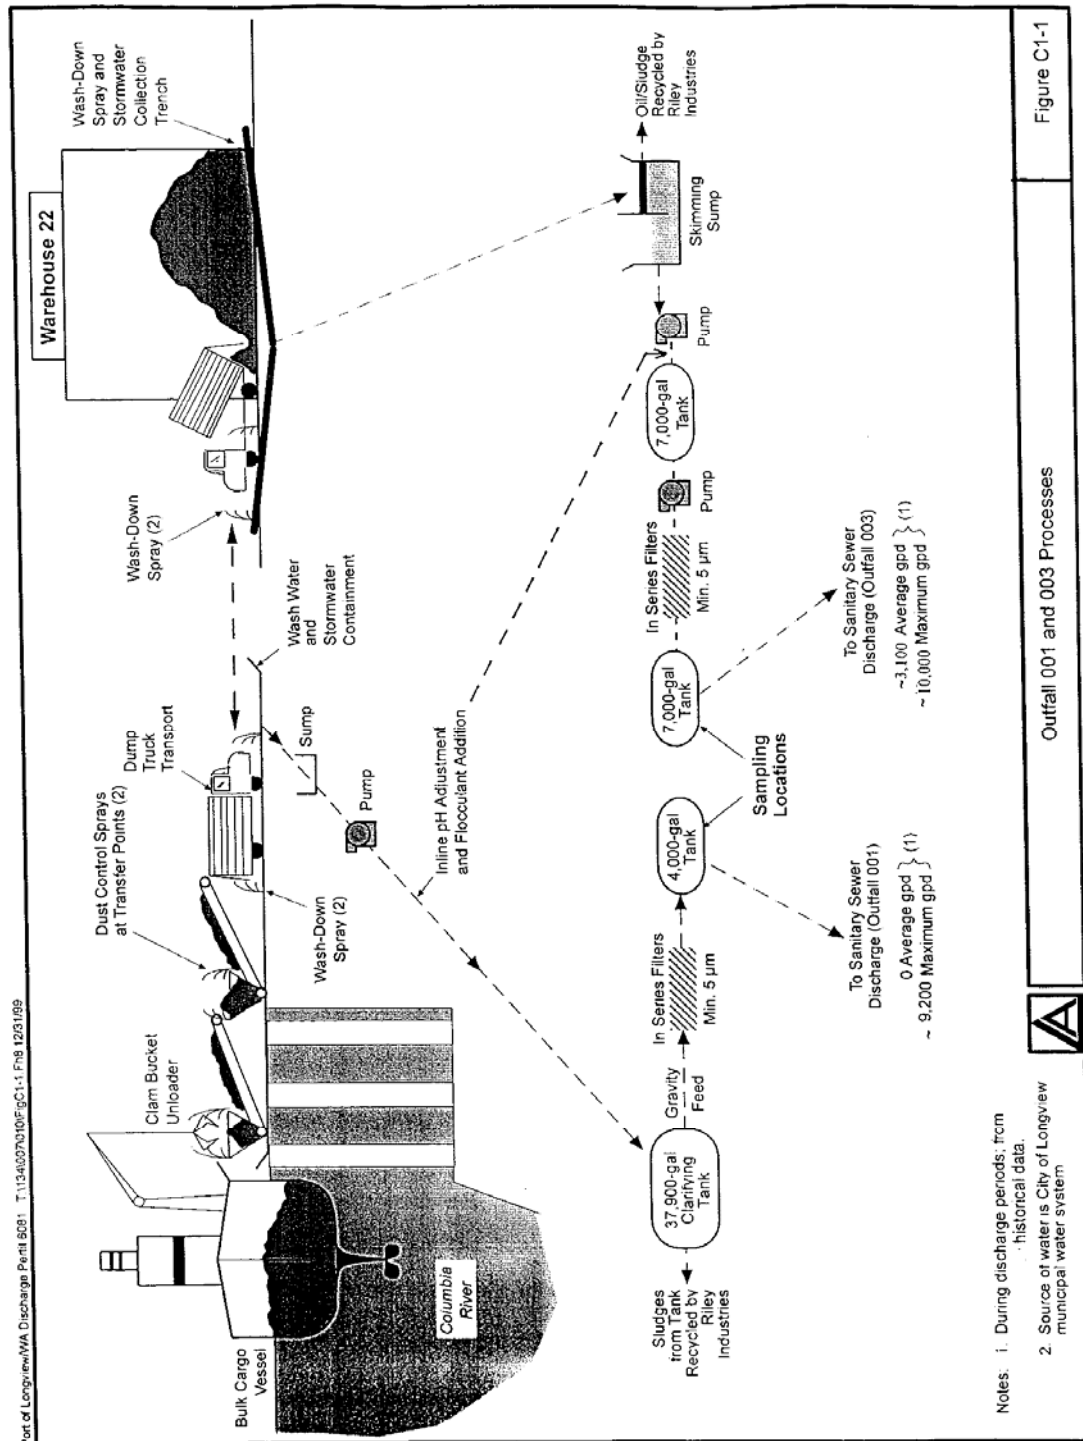 Port of Longview/WA Discharge Permit 6081 T:\1134\007\010\FigC1-1.Fh8 12/31/99
Warehouse 22
Wash-Down
Spray and
Stormwater
Collection
Trench
Wash-Down
Spray (2)
Wash Water
and
Stormwater
Containment
Dump
Truck
Transport
Dust Control Sprays
at Transfer Points (2)
Wash-Down
Spray (2)
Clam Bucket
Unloader
Bulk Cargo
Vessel
Columbia
River
Sump
Pump
Inline pH Adjustment
and Flocculant Addition
Oil/Sludge
Recycled by
Riley
Industries
Skimming
Sump
Pump
7,000-gal
Tank
Pump
In Series Filters
Min. 5 µm
7,000-gal
Tank
To Sanitary Sewer
Discharge (Outfall 003)
~3,100 Average gpd } (1)
~ 10,000 Maximum gpd
Sampling
Locations
4,000-gal
Tank
In Series Filters
Min. 5 µm
To Sanitary Sewer
Discharge (Outfall 001)
0 Average gpd } (1)
~ 9,200 Maximum gpd
Gravity
Feed
37,900-gal
Clarifying
Tank
Sludges
from Tank
Recycled by
Riley
Industries
Notes: 1. During discharge periods; from
historical data.
2. Source of water is City of Longview
municipal water system
Outfall 001 and 003 Processes
Figure C1-1